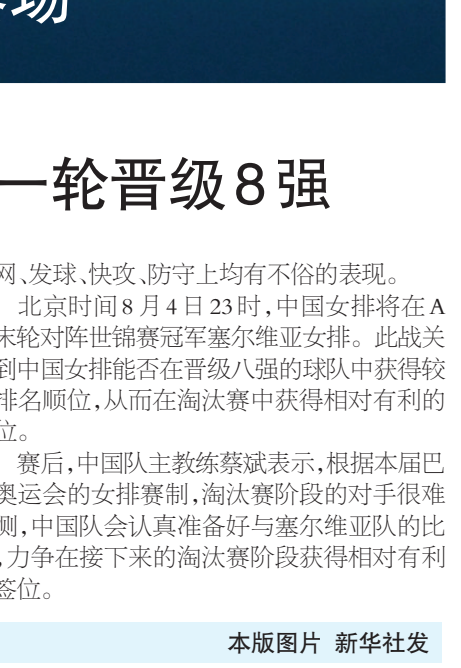 一轮晋级8强
网、发球、快攻、防守上均有不俗的表现。
北京时间8月4日23时,中国女排将在A
末轮对阵世锦赛冠军塞尔维亚女排。此战关
到中国女排能否在晋级八强的球队中获得较
排名顺位,从而在淘汰赛中获得相对有利的
位。
赛后,中国队主教练蔡斌表示,根据本届巴
奥运会的女排赛制,淘汰赛阶段的对手很难
测,中国队会认真准备好与塞尔维亚队的比
,力争在接下来的淘汰赛阶段获得相对有利
签位。
本版图片 新华社发